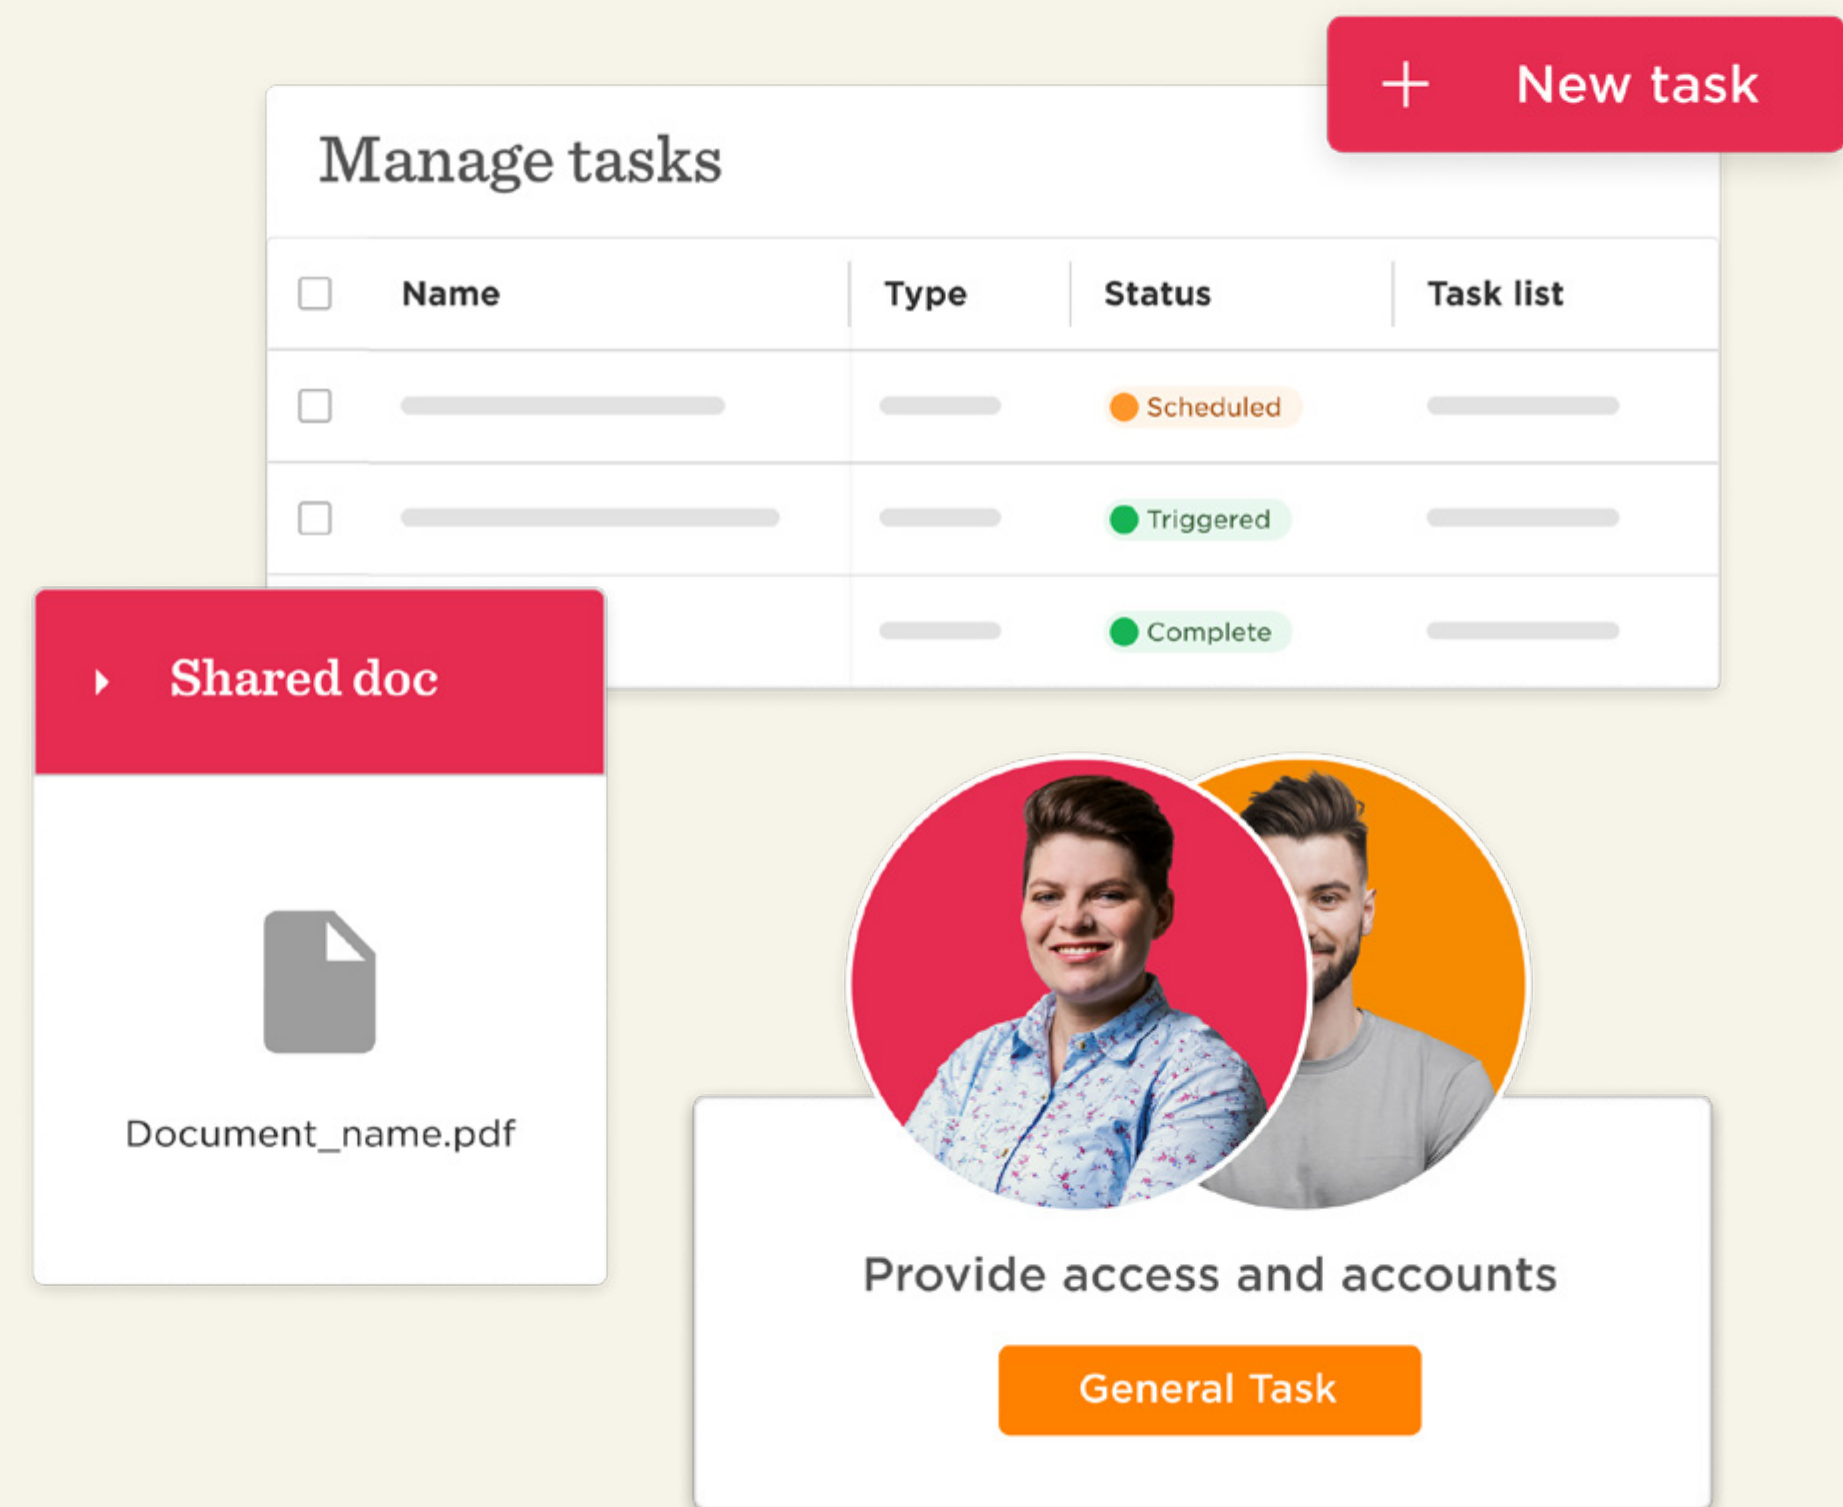 + New task
Manage tasks
Name Type Status Task list
Scheduled
Triggered
Complete
Shared doc
Document_name.pdf
Provide access and accounts
General Task